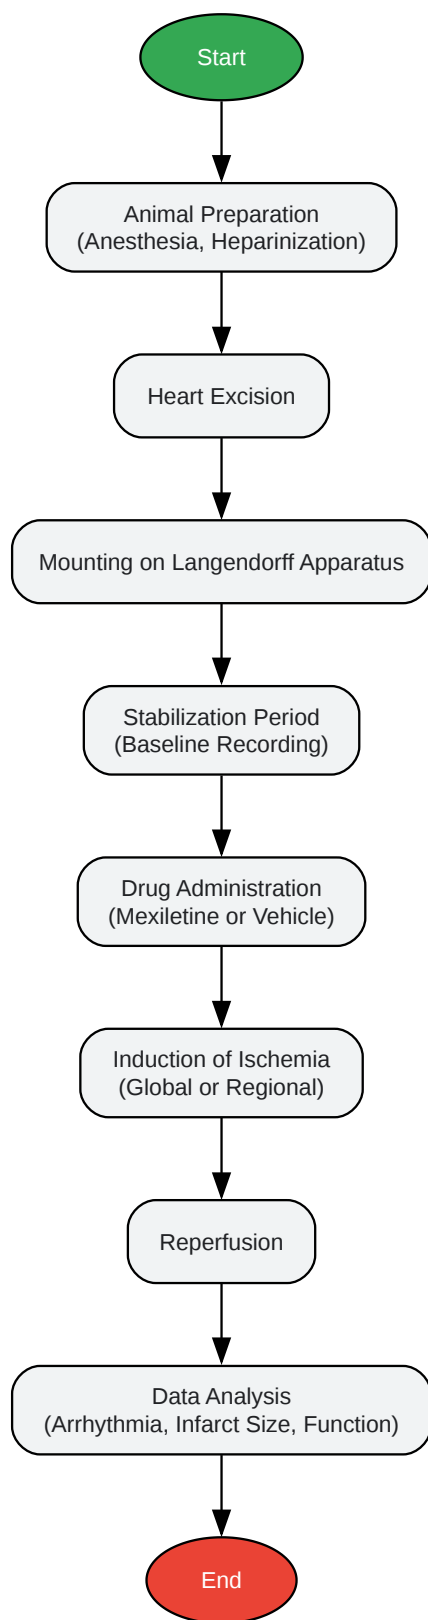 Start
Animal Preparation
(Anesthesia, Heparinization)
Heart Excision
Mounting on Langendorff Apparatus
Stabilization Period
(Baseline Recording)
Drug Administration
(Mexiletine or Vehicle)
Induction of Ischemia
(Global or Regional)
Reperfusion
Data Analysis
(Arrhythmia, Infarct Size, Function)
End